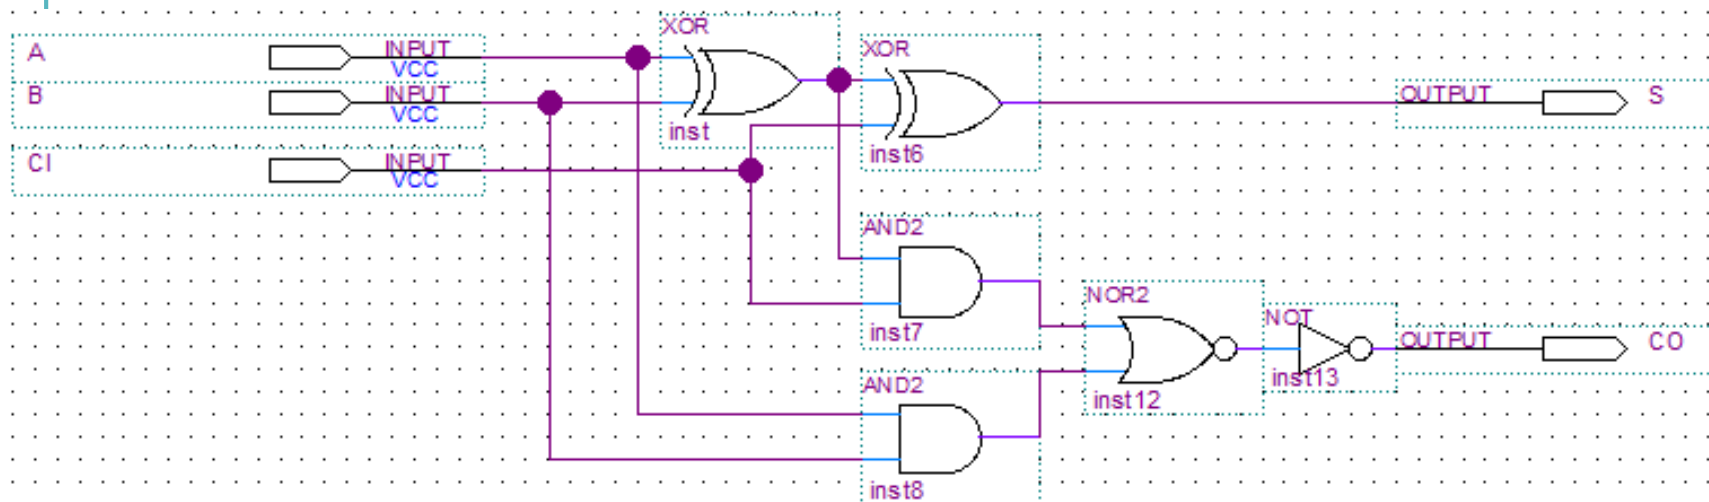 XOR
A
INPUT
VCC
XOR
B
INPUT
VCC
OUTPUT
S
inst
inst6
CI
INPUT
VCC
AND2
inst7
NOR2
NOT
OUTPUT
CO
inst13
inst12
AND2
inst8